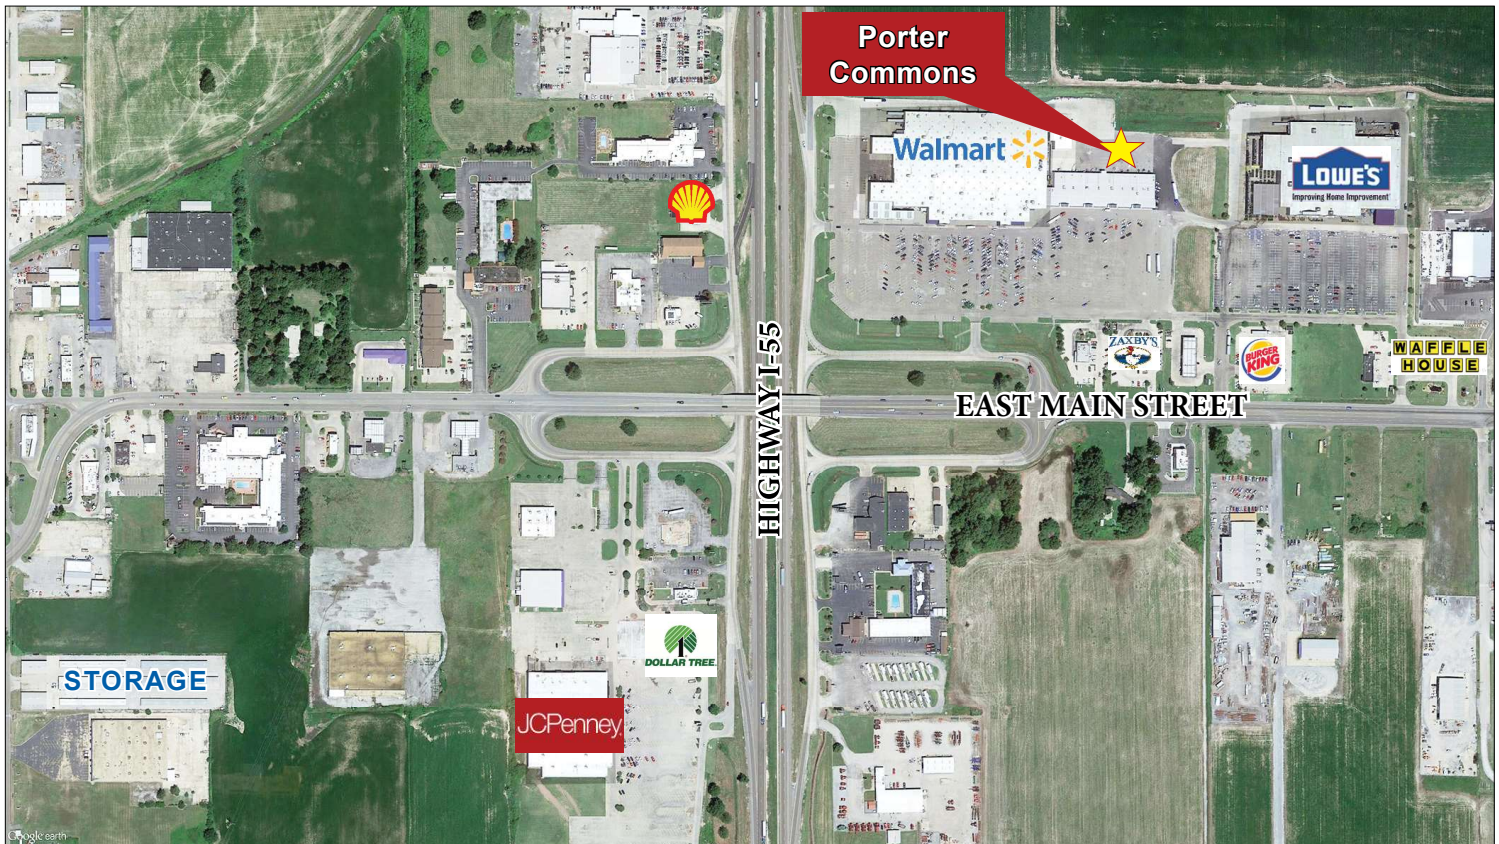 Porter
Commons
Walmart
LOWE'S
Improving Home Improvement
HIGHWAY I-55
ZAXBY'S
BURGER
KING
WAFFLE
HOUSE
EAST MAIN STREET
DOLLAR TREE
STORAGE
JCPenney
Google earth